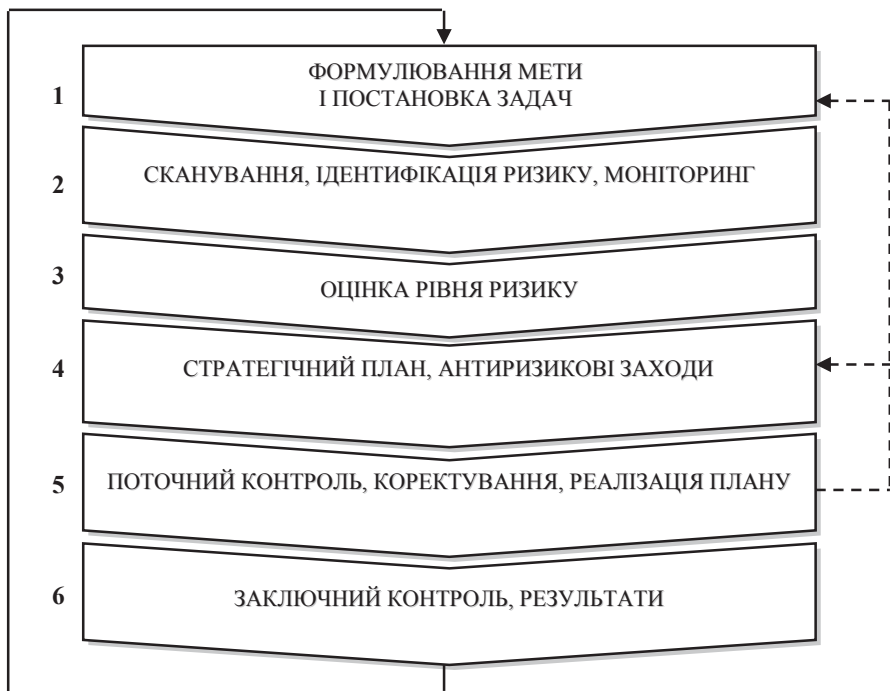 ФОРМУЛЮВАННЯ МЕТИ
1 І ПОСТАНОВКА ЗАДАЧ
2 СКАНУВАННЯ, ІДЕНТИФІКАЦІЯ РИЗИКУ, МОНІТОРИНГ
3 ОЦІНКА РІВНЯ РИЗИКУ
4 СТРАТЕГІЧНИЙ ПЛАН, АНТИРИЗИКОВІ ЗАХОДИ
5 ПОТОЧНИЙ КОНТРОЛЬ, КОРЕКТУВАННЯ, РЕАЛІЗАЦІЯ ПЛАНУ
6 ЗАКЛЮЧНИЙ КОНТРОЛЬ, РЕЗУЛЬТАТИ